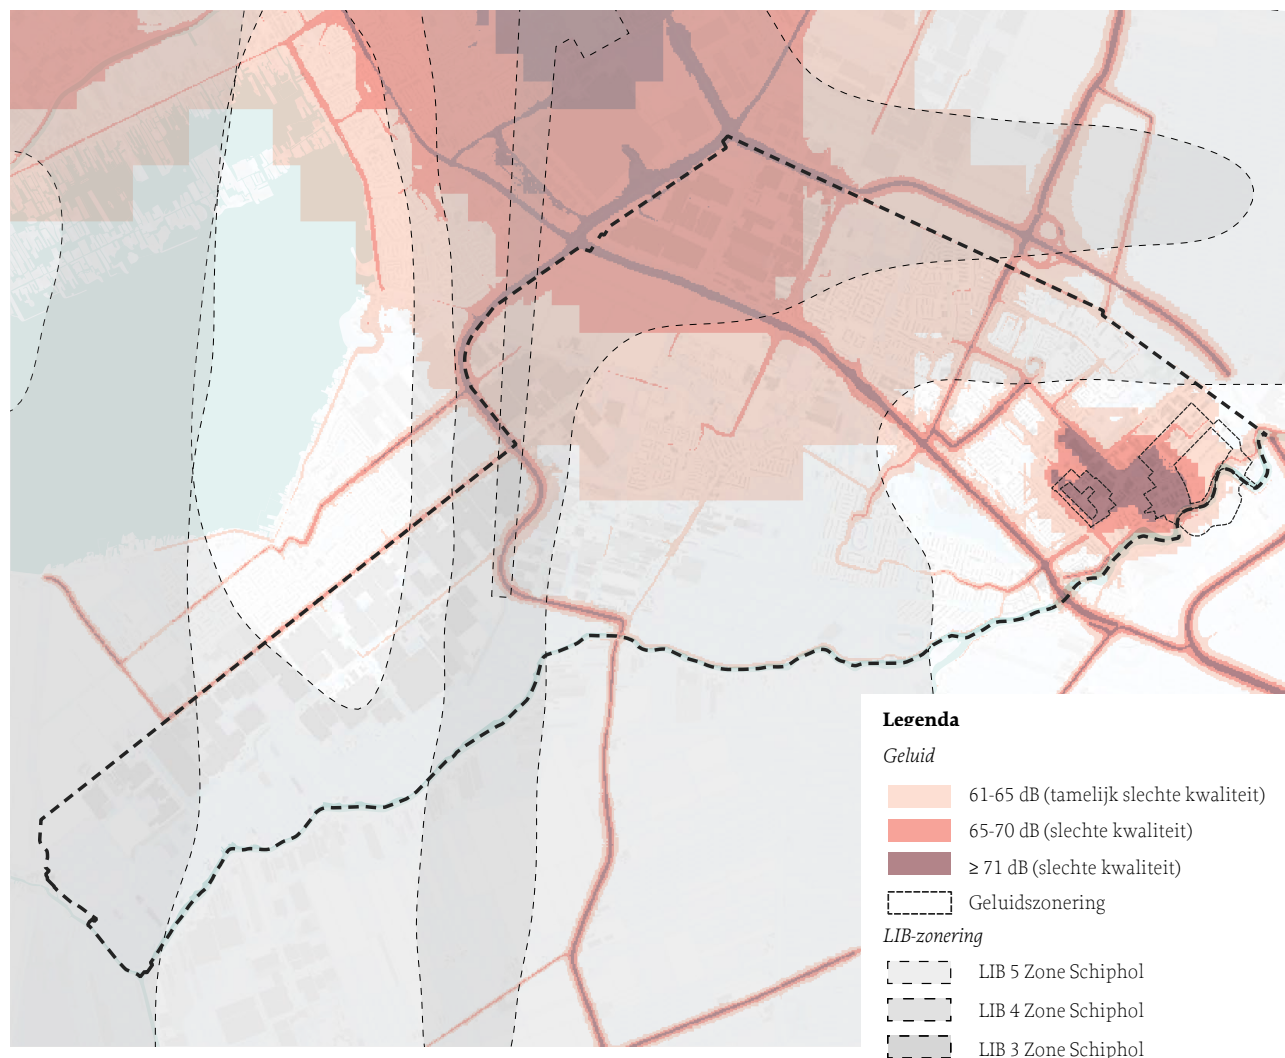 Legenda
Geluid
61-65 dB (tamelijk slechte kwaliteit)
65-70 dB (slechte kwaliteit)
≥ 71 dB (slechte kwaliteit)
Geluidszonering
LIB-zonering
LIB 5 Zone Schiphol
LIB 4 Zone Schiphol
LIB 3 Zone Schiphol